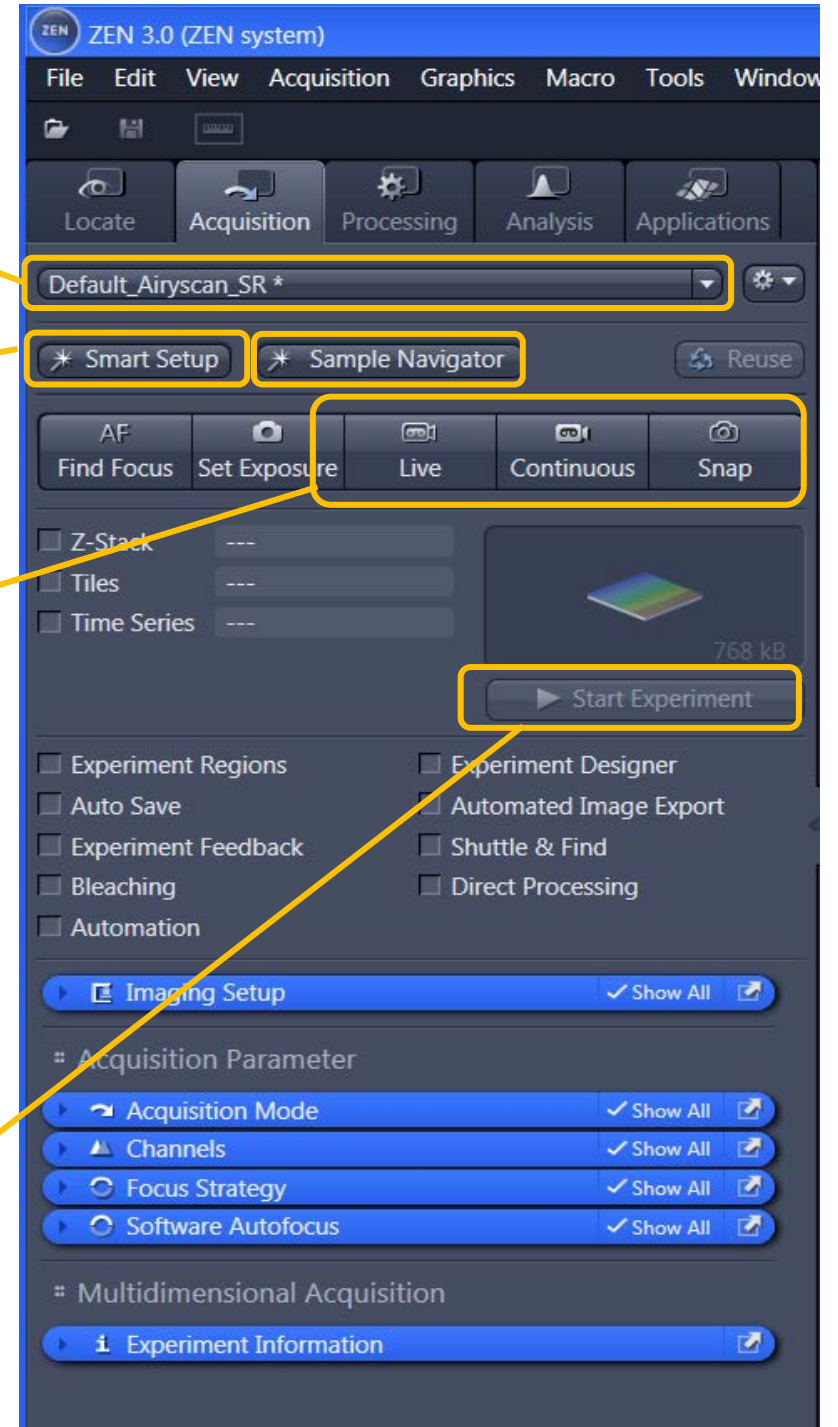 ZEN ZEN 3.0 (ZEN system)
File Edit View Acquisition Graphics Macro Tools Window
Locate Acquisition Processing Analysis Applications
Default_Airyscan_SR *
Smart Setup Sample Navigator Reuse
AF
Find Focus Set Exposure Live Continuous Snap
Z-Stack ---
Tiles ---
Time Series ---
768 kB
Start Experiment
Experiment Regions Experiment Designer
Auto Save Automated Image Export
Experiment Feedback Shuttle & Find
Bleaching Direct Processing
Automation
Imaging Setup Show All
Acquisition Parameter
Acquisition Mode Show All
Channels Show All
Focus Strategy Show All
Software Autofocus Show All
Multidimensional Acquisition
i Experiment Information